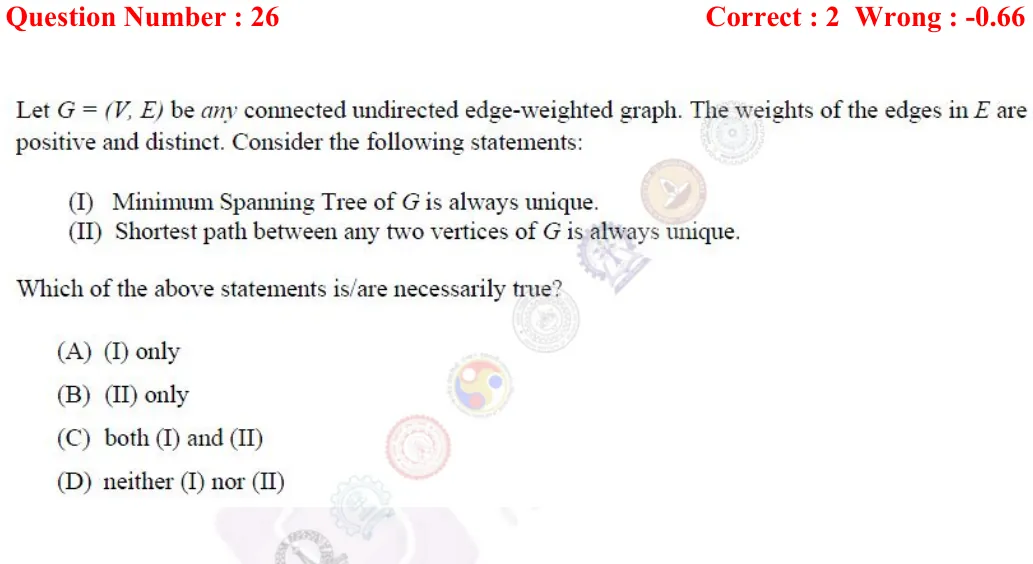 Question Number : 26 Correct : 2 Wrong : -0.66
Let G = (V, E) be any connected undirected edge-weighted graph. The weights of the edges in E are
positive and distinct. Consider the following statements:
(I) Minimum Spanning Tree of G is always unique.
(II) Shortest path between any two vertices of G is always unique.
Which of the above statements is/are necessarily true?
(A) (I) only
(B) (II) only
(C) both (I) and (II)
(D) neither (I) nor (II)